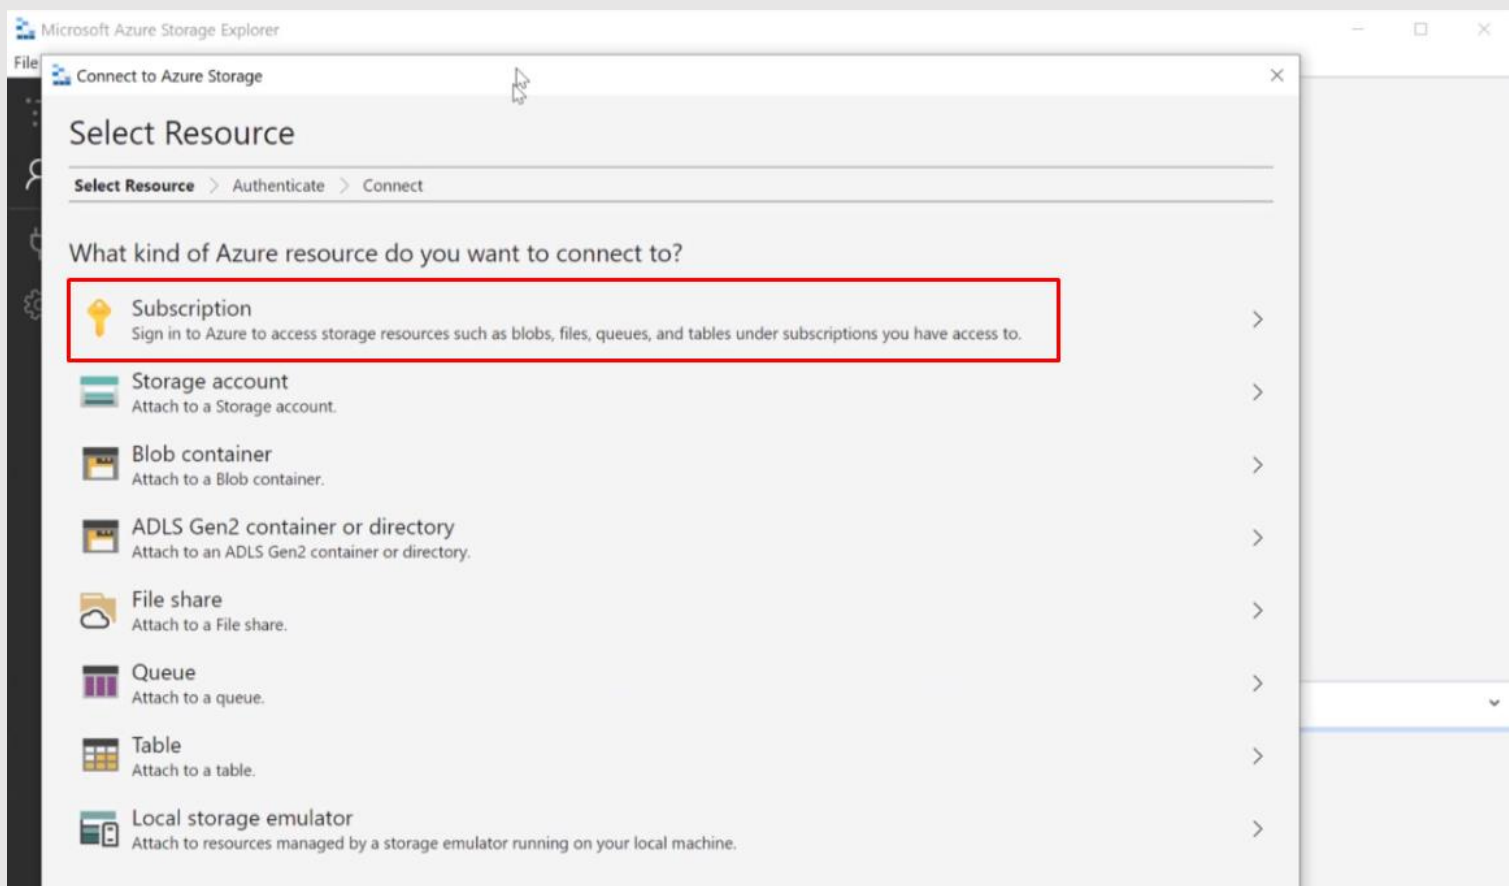 Microsoft Azure Storage Explorer
File
Connect to Azure Storage
Select Resource
Select Resource > Authenticate > Connect
What kind of Azure resource do you want to connect to?
Subscription
Sign in to Azure to access storage resources such as blobs, files, queues, and tables under subscriptions you have access to.
Storage account
Attach to a Storage account.
Blob container
Attach to a Blob container.
ADLS Gen2 container or directory
Attach to an ADLS Gen2 container or directory.
File share
Attach to a File share.
Queue
Attach to a queue.
Table
Attach to a table.
Local storage emulator
Attach to resources managed by a storage emulator running on your local machine.